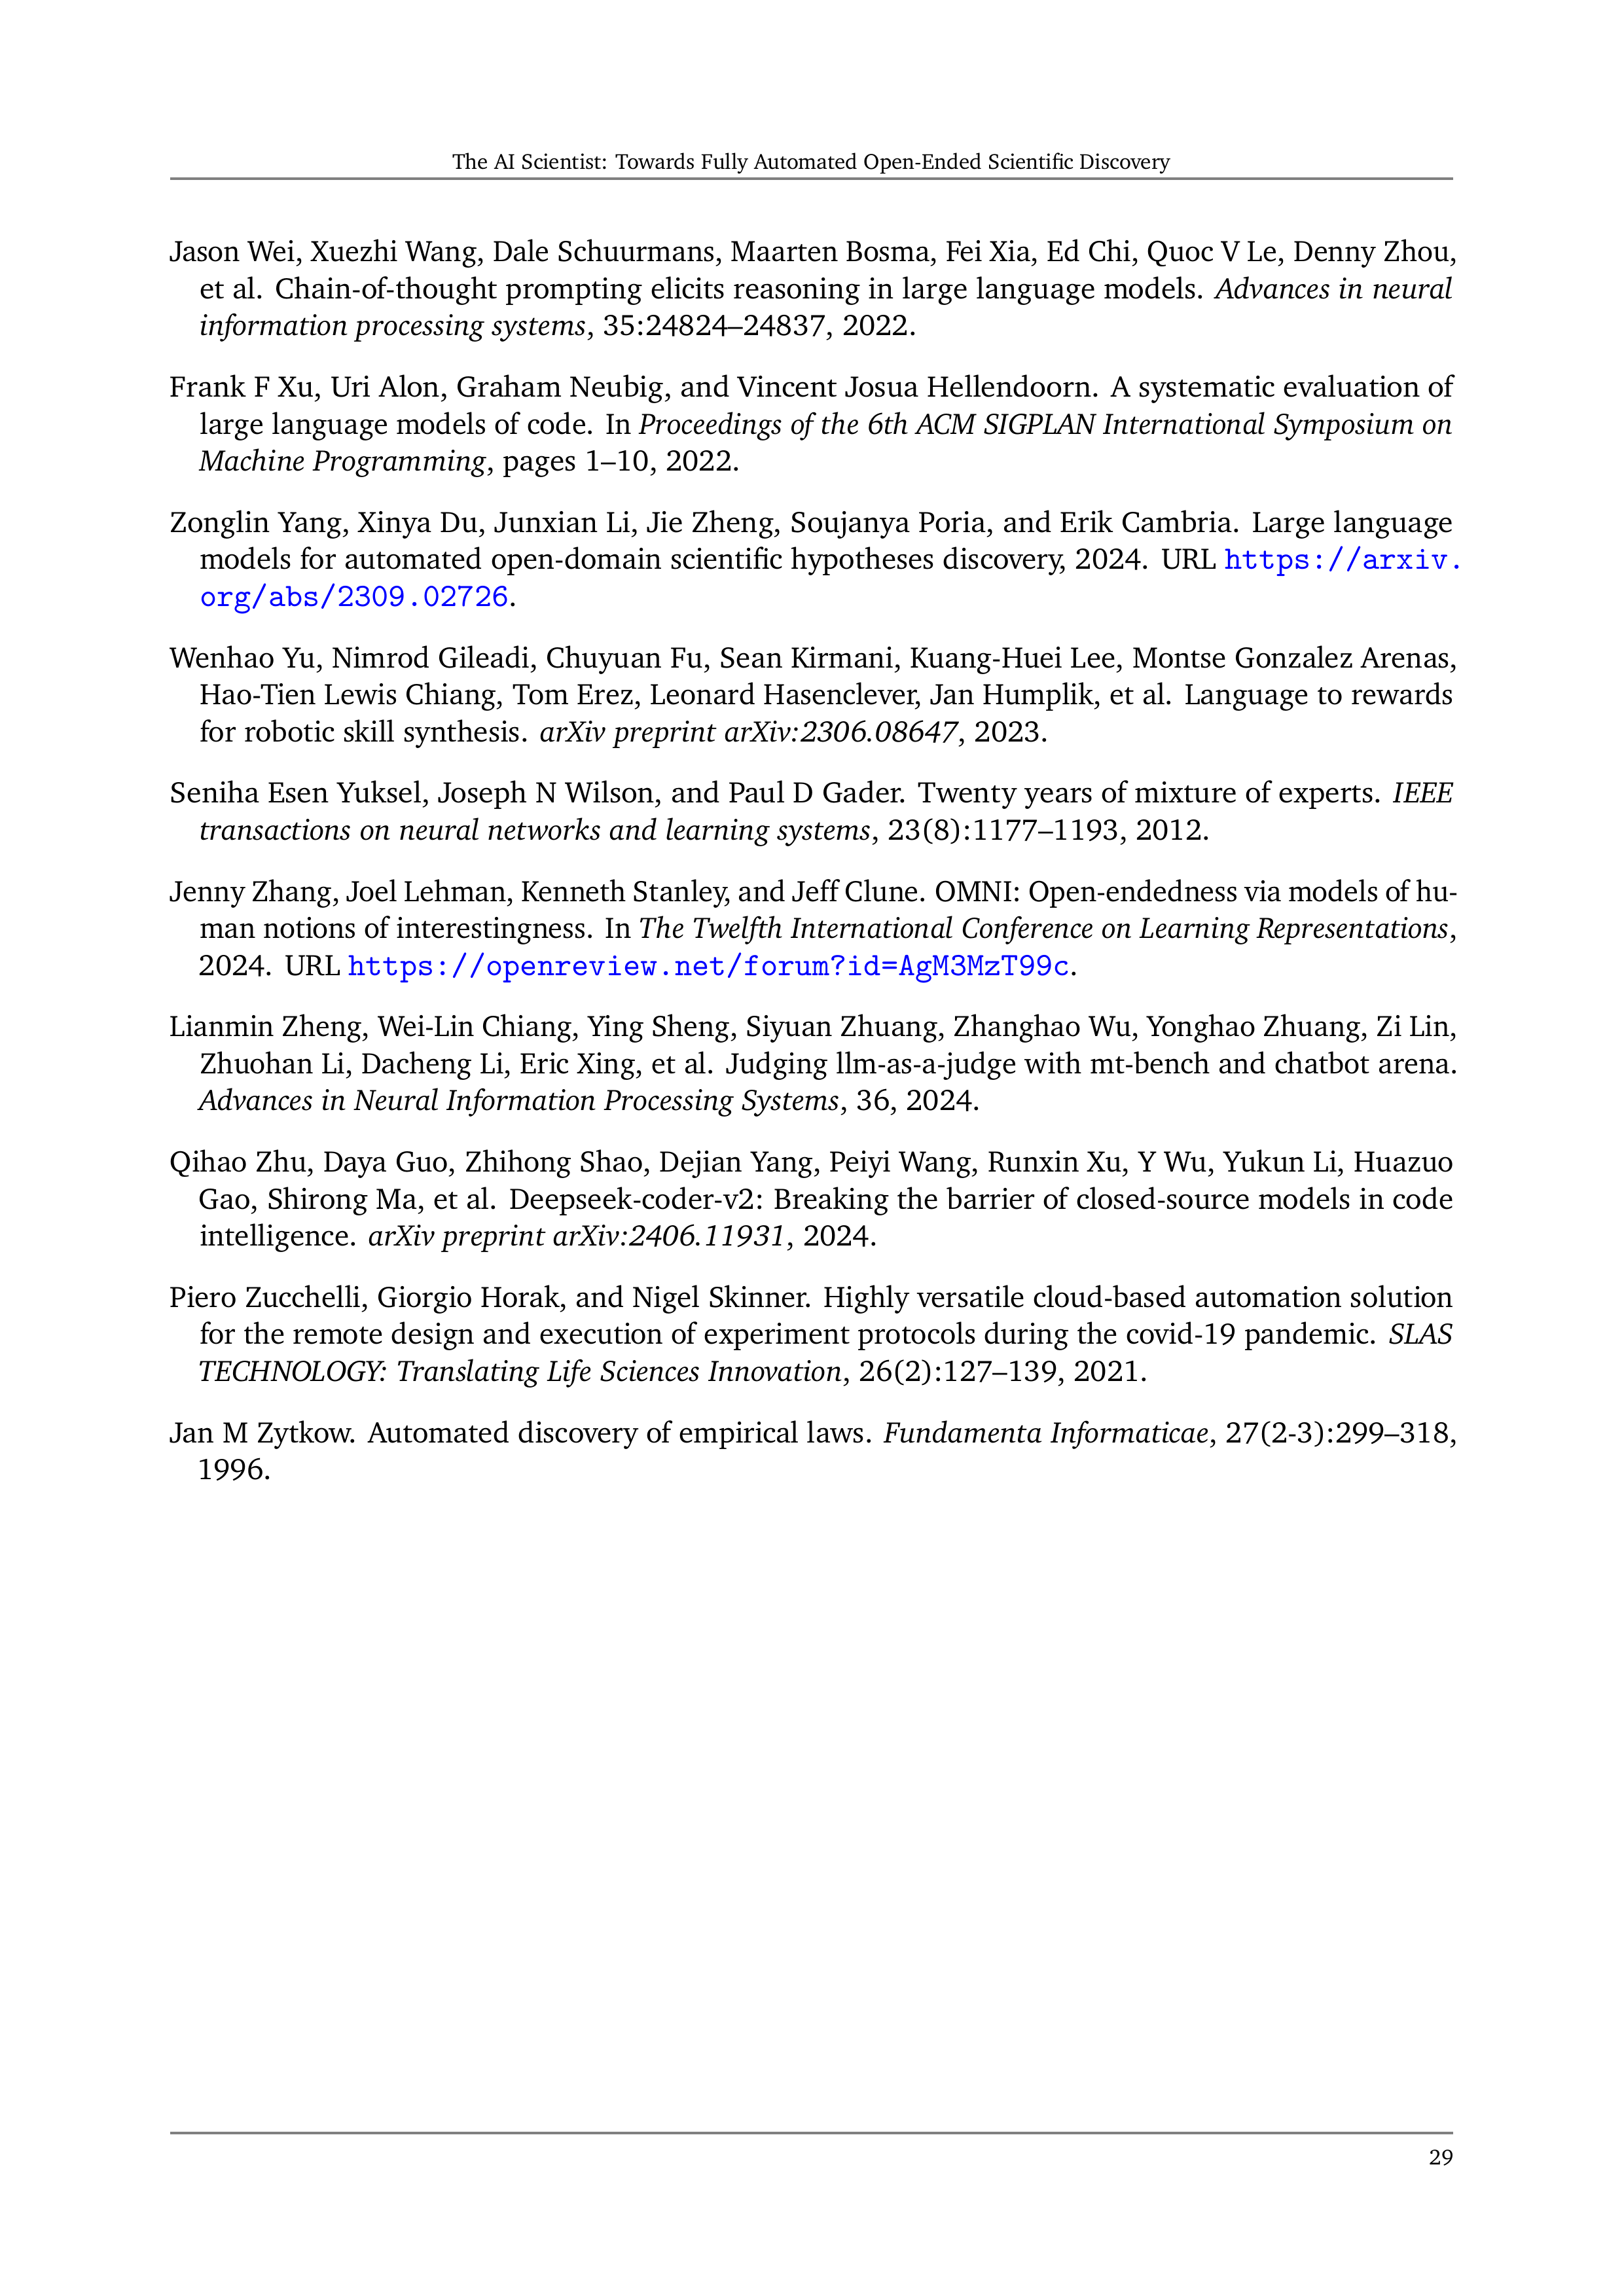 The AI Scientist: Towards Fully Automated Open-Ended Scientific Discovery
Jason Wei, Xuezhi Wang, Dale Schuurmans, Maarten Bosma, Fei Xia, Ed Chi, Quoc V Le, Denny Zhou,
et al. Chain-of-thought prompting elicits reasoning in large language models. Advances in neural
information processing systems, 35:24824–24837, 2022.
Frank F Xu, Uri Alon, Graham Neubig, and Vincent Josua Hellendoorn. A systematic evaluation of
large language models of code. In Proceedings of the 6th ACM SIGPLAN International Symposium on
Machine Programming, pages 1–10, 2022.
Zonglin Yang, Xinya Du, Junxian Li, Jie Zheng, Soujanya Poria, and Erik Cambria. Large language
models for automated open-domain scientific hypotheses discovery, 2024. URL https://arxiv.
org/abs/2309.02726.
Wenhao Yu, Nimrod Gileadi, Chuyuan Fu, Sean Kirmani, Kuang-Huei Lee, Montse Gonzalez Arenas,
Hao-Tien Lewis Chiang, Tom Erez, Leonard Hasenclever, Jan Humplik, et al. Language to rewards
for robotic skill synthesis. arXiv preprint arXiv:2306.08647, 2023.
Seniha Esen Yuksel, Joseph N Wilson, and Paul D Gader. Twenty years of mixture of experts. IEEE
transactions on neural networks and learning systems, 23(8):1177–1193, 2012.
Jenny Zhang, Joel Lehman, Kenneth Stanley, and Jeff Clune. OMNI: Open-endedness via models of hu-
man notions of interestingness. In The Twelfth International Conference on Learning Representations,
2024. URL https://openreview.net/forum?id=AgM3MzT99c.
Lianmin Zheng, Wei-Lin Chiang, Ying Sheng, Siyuan Zhuang, Zhanghao Wu, Yonghao Zhuang, Zi Lin,
Zhuohan Li, Dacheng Li, Eric Xing, et al. Judging llm-as-a-judge with mt-bench and chatbot arena.
Advances in Neural Information Processing Systems, 36, 2024.
Qihao Zhu, Daya Guo, Zhihong Shao, Dejian Yang, Peiyi Wang, Runxin Xu, Y Wu, Yukun Li, Huazuo
Gao, Shirong Ma, et al. Deepseek-coder-v2: Breaking the barrier of closed-source models in code
intelligence. arXiv preprint arXiv:2406.11931, 2024.
Piero Zucchelli, Giorgio Horak, and Nigel Skinner. Highly versatile cloud-based automation solution
for the remote design and execution of experiment protocols during the covid-19 pandemic. SLAS
TECHNOLOGY: Translating Life Sciences Innovation, 26(2):127–139, 2021.
Jan M Zytkow. Automated discovery of empirical laws. Fundamenta Informaticae, 27(2-3):299–318,
1996.
29